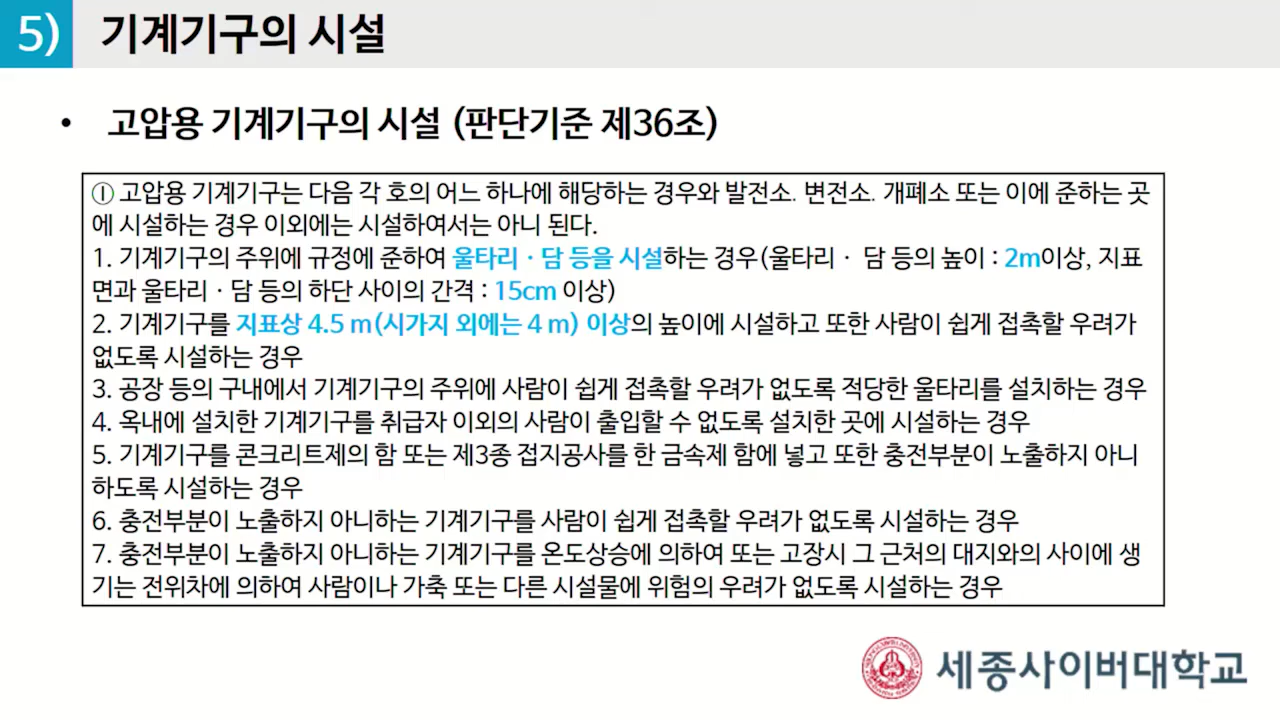 5) 기계기구의 시설
• 고압용 기계기구의 시설 (판단기준 제36조)
① 고압용 기계기구는 다음 각 호의 어느 하나에 해당하는 경우와 발전소. 변전소. 개폐소 또는 이에 준하는 곳
에 시설하는 경우 이외에는 시설하여서는 아니 된다.
1. 기계기구의 주위에 규정에 준하여 울타리 · 담 등을 시설하는 경우(울타리 · 담 등의 높이 : 2m이상, 지표
면과 울타리 · 담 등의 하단 사이의 간격 : 15cm 이상)
2. 기계기구를 지표상 4.5 m(시가지 외에는 4 m) 이상의 높이에 시설하고 또한 사람이 쉽게 접촉할 우려가
없도록 시설하는 경우
3. 공장 등의 구내에서 기계기구의 주위에 사람이 쉽게 접촉할 우려가 없도록 적당한 울타리를 설치하는 경우
4. 옥내에 설치한 기계기구를 취급자 이외의 사람이 출입할 수 없도록 설치한 곳에 시설하는 경우
5. 기계기구를 콘크리트제의 함 또는 제3종 접지공사를 한 금속제 함에 넣고 또한 충전부분이 노출하지 아니
하도록 시설하는 경우
6. 충전부분이 노출하지 아니하는 기계기구를 사람이 쉽게 접촉할 우려가 없도록 시설하는 경우
7. 충전부분이 노출하지 아니하는 기계기구를 온도상승에 의하여 또는 고장시 그 근처의 대지와의 사이에 생
기는 전위차에 의하여 사람이나 가축 또는 다른 시설물에 위험의 우려가 없도록 시설하는 경우
세종사이버대학교